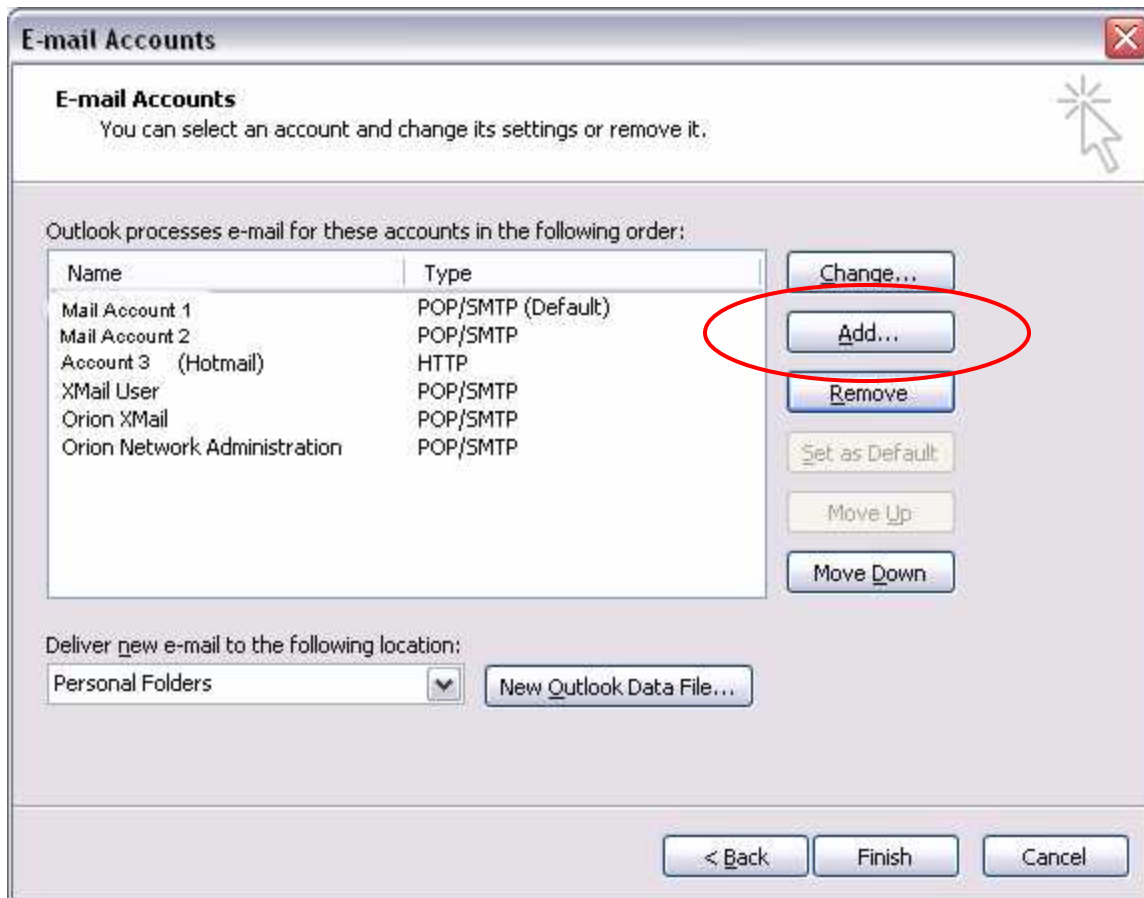 E-mail Accounts
E-mail Accounts
You can select an account and change its settings or remove it.
Outlook processes e-mail for these accounts in the following order:
Name Type
Mail Account 1 POP/SMTP (Default)
Mail Account 2 POP/SMTP
Account 3 (Hotmail) HTTP
XMail User POP/SMTP
Orion XMail POP/SMTP
Orion Network Administration POP/SMTP
Change...
Add...
Remove
Set as Default
Move Up
Move Down
Deliver new e-mail to the following location:
Personal Folders New Outlook Data File...
< Back Finish Cancel